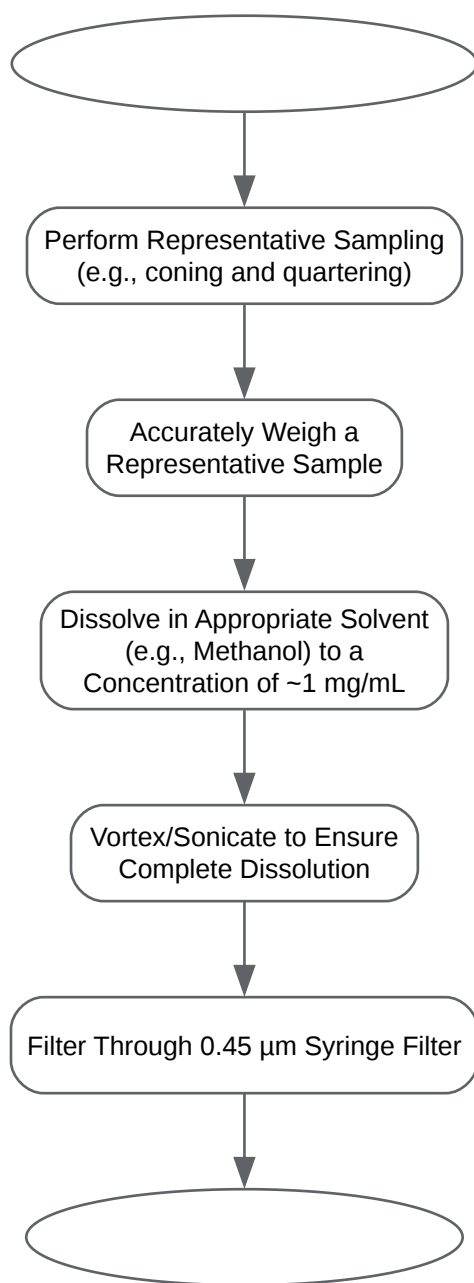 Perform Representative Sampling
(e.g., coning and quartering)
Accurately Weigh a
Representative Sample
Dissolve in Appropriate Solvent
(e.g., Methanol) to a
Concentration of ~1 mg/mL
Vortex/Sonicate to Ensure
Complete Dissolution
Filter Through 0.45 µm Syringe Filter